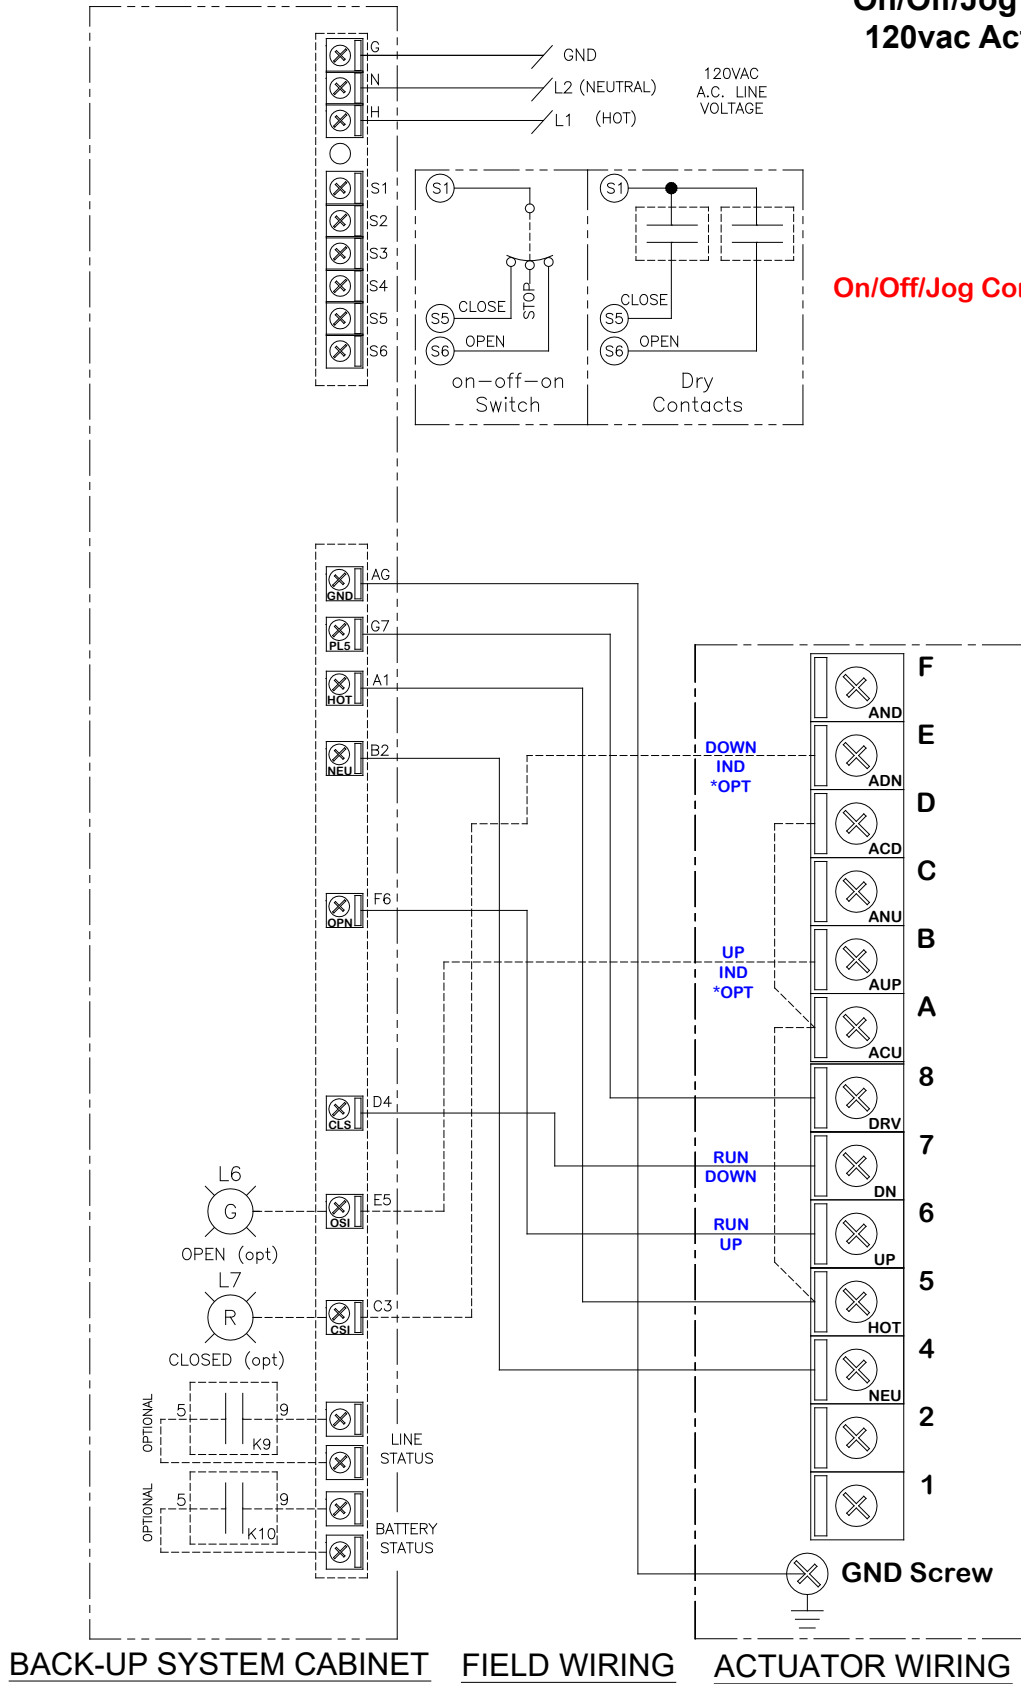 On/Off/Jog
120vac
G
GND
N
L2 (NEUTRAL)
H
L1 (HOT)
120VAC
A.C. LINE
VOLTAGE
S1
S2
S3
S4
S5
S6
S1
CLOSE
STOP
S5
OPEN
S6
on-off-on
Switch
S1
CLOSE
S5
OPEN
S6
Dry
Contacts
On/Off/Jog
AG
GND
G7
PL5
A1
HOT
B2
NEU
F6
OPN
D4
CLS
L6
G
OPEN (opt)
E5
OSI
L7
R
CLOSED (opt)
C3
CSI
OPTIONAL
5
9
K9
LINE
STATUS
OPTIONAL
5
9
K10
BATTERY
STATUS
DOWN
IND
*OPT
UP
IND
*OPT
RUN
DOWN
RUN
UP
F
AND
E
ADN
D
ACD
C
ANU
B
AUP
A
ACU
8
DRV
7
DN
6
UP
5
HOT
4
NEU
2
1
GND Screw
BACK-UP SYSTEM CABINET
FIELD WIRING
ACTUATOR WIRING